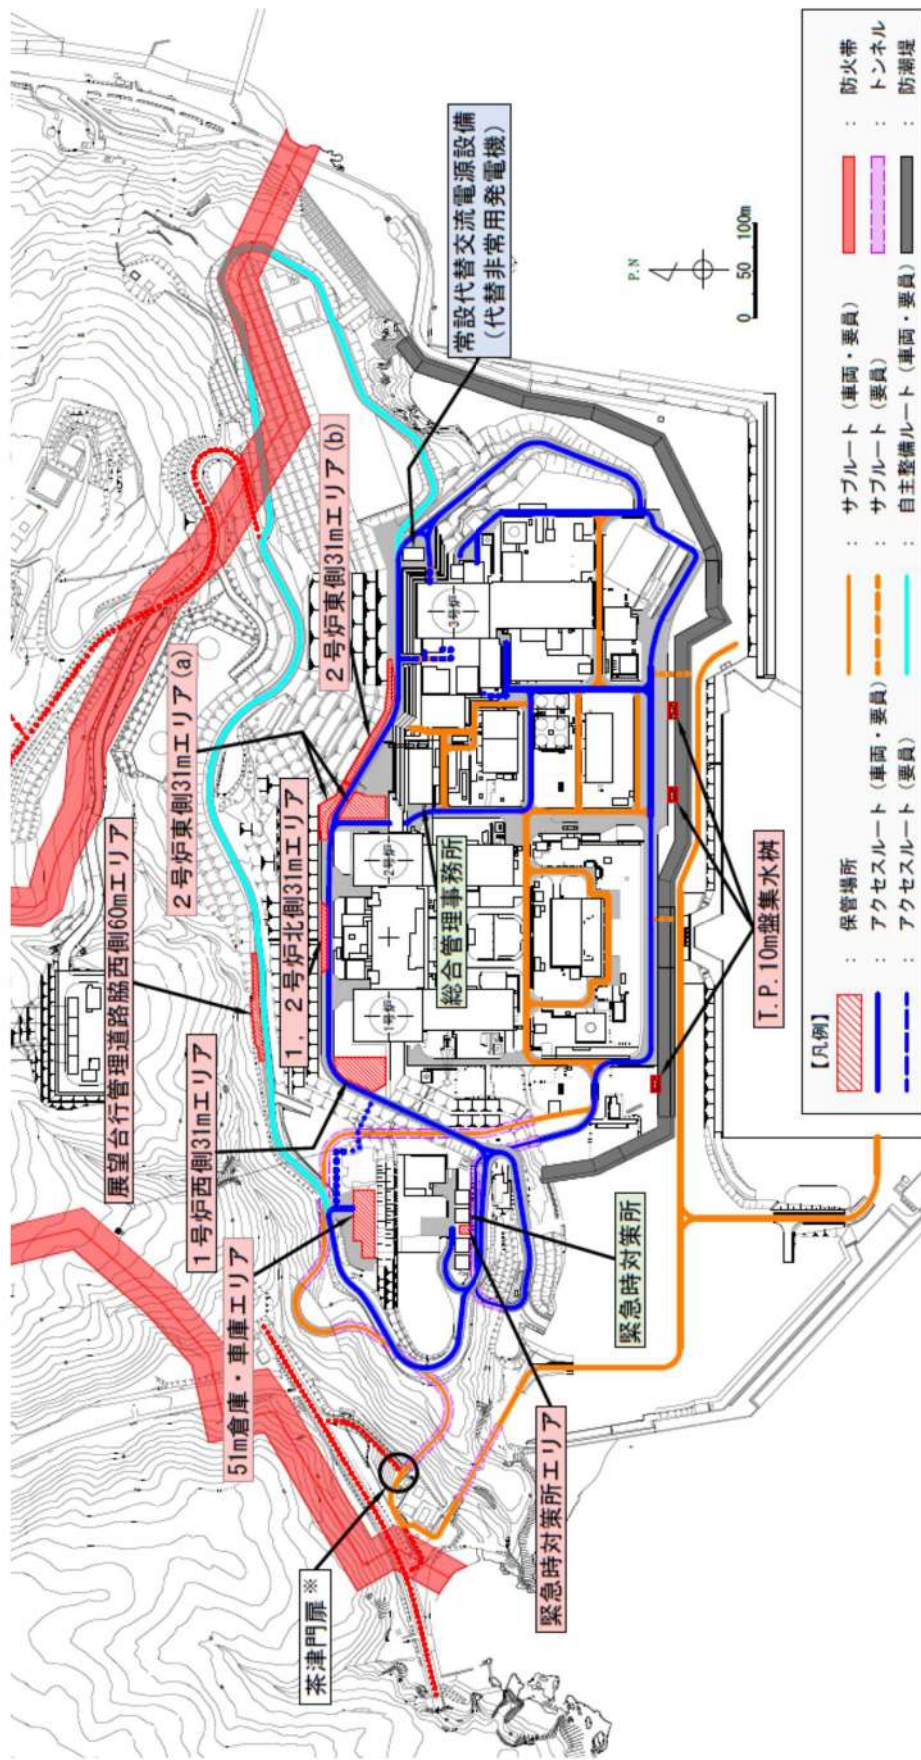 茶津門扉※
51m倉庫・車庫エリア
1号炉西側31mエリア
展望台行管理道路脇西側60mエリア
1．2号炉北側31mエリア
2号炉東側31mエリア(a)
2号炉東側31mエリア(b)
常設代替交流電源設備
(代替非常用発電機)
1号炉
2号炉
3号炉
総合管理事務所
緊急時対策所
緊急時対策所エリア
T.P.10m盤集水桝
P.N
0 50 100m
【凡例】
：保管場所
：アクセスルート（車両・要員）
：アクセスルート（要員）
：サブルート（車両・要員）
：サブルート（要員）
：自主整備ルート（車両・要員）
：防火帯
：トンネル
：防潮堤